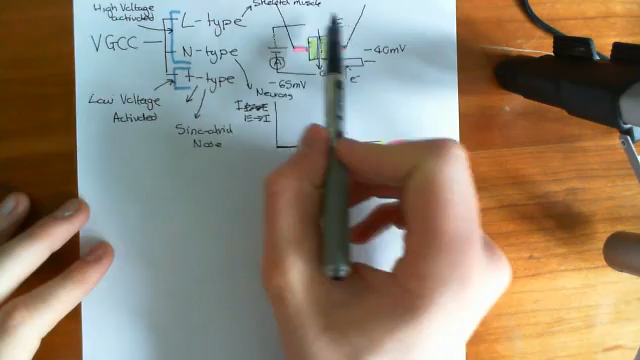 High Voltage
activated
L-type
Skeletal muscle
VGCC
N-type
T-type
-40mV
e⁻
-65mV
Neurons
Low Voltage
Activated
Sinoatrial
Node